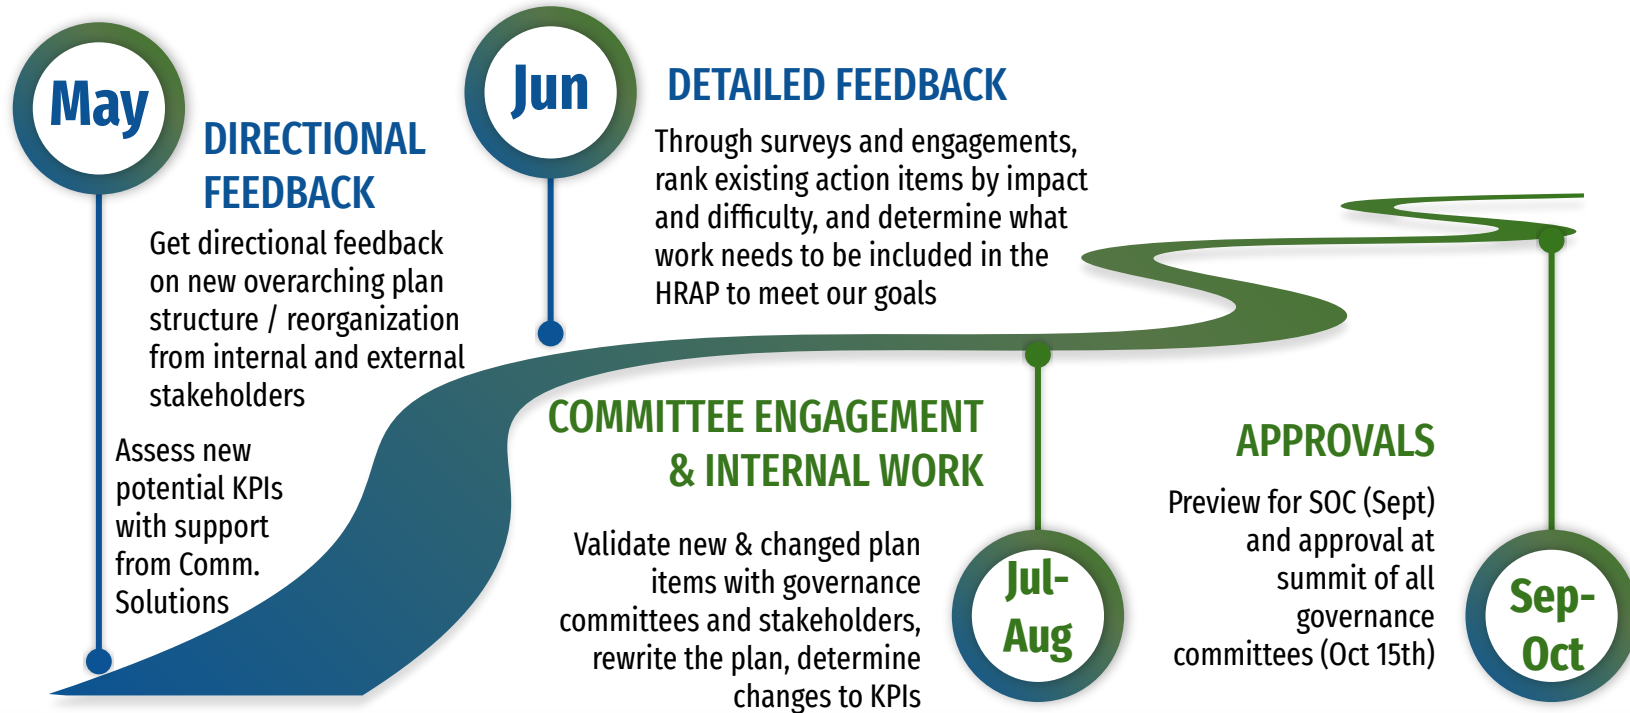 May
DIRECTIONAL
FEEDBACK
Get directional feedback
on new overarching plan
structure / reorganization
from internal and external
stakeholders
Assess new
potential KPIs
with support
from Comm.
Solutions
Jun
DETAILED FEEDBACK
Through surveys and engagements,
rank existing action items by impact
and difficulty, and determine what
work needs to be included in the
HRAP to meet our goals
COMMITTEE ENGAGEMENT
& INTERNAL WORK
Validate new & changed plan
items with governance
committees and stakeholders,
rewrite the plan, determine
changes to KPIs
Jul-
Aug
APPROVALS
Preview for SOC (Sept)
and approval at
summit of all
governance
committees (Oct 15th)
Sep-
Oct